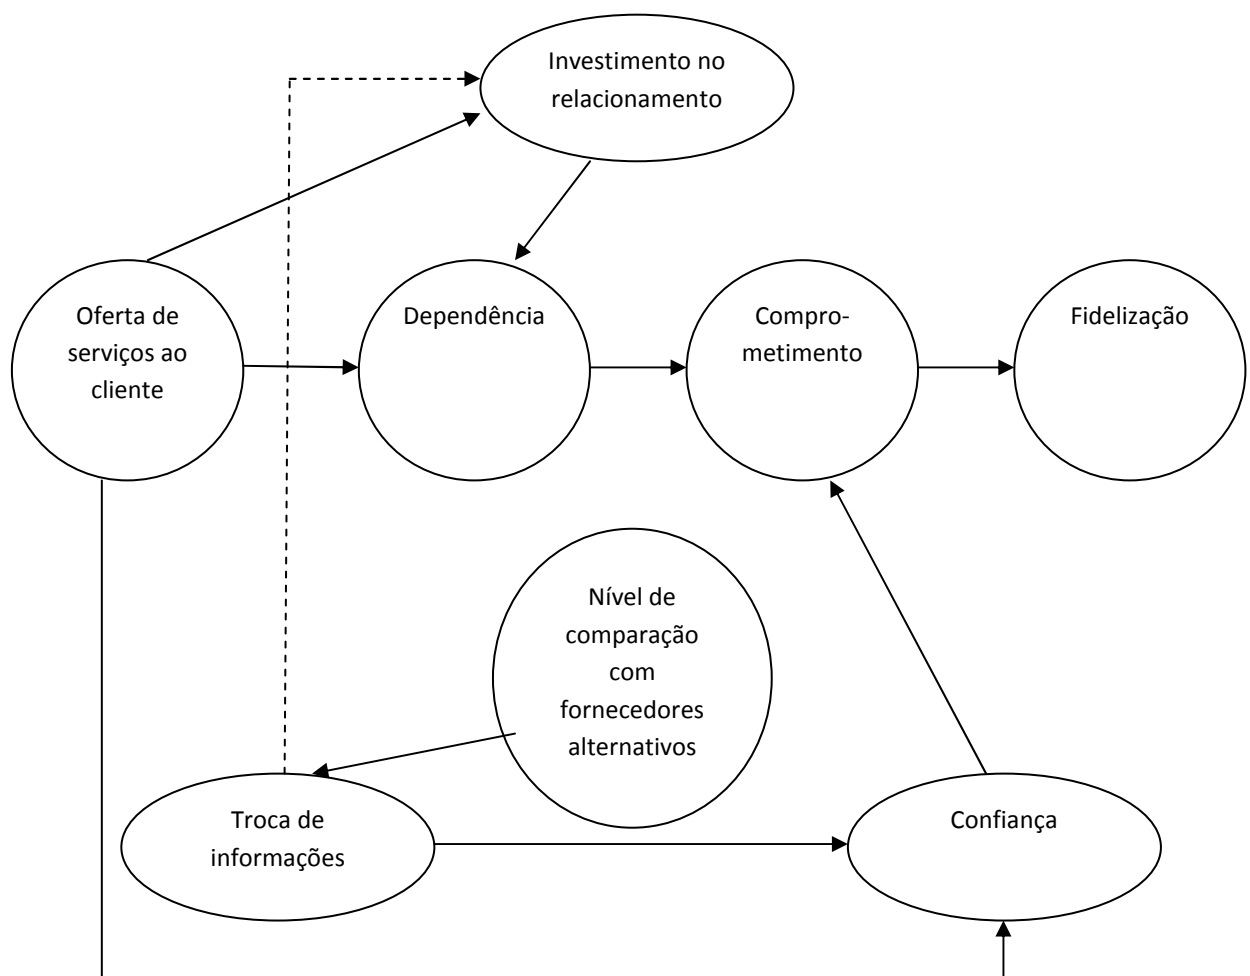 Investimento no
relacionamento
Oferta de
serviços ao
cliente
Dependência
Compro-
metimento
Fidelização
Nível de
comparação
com
fornecedores
alternativos
Troca de
informações
Confiança